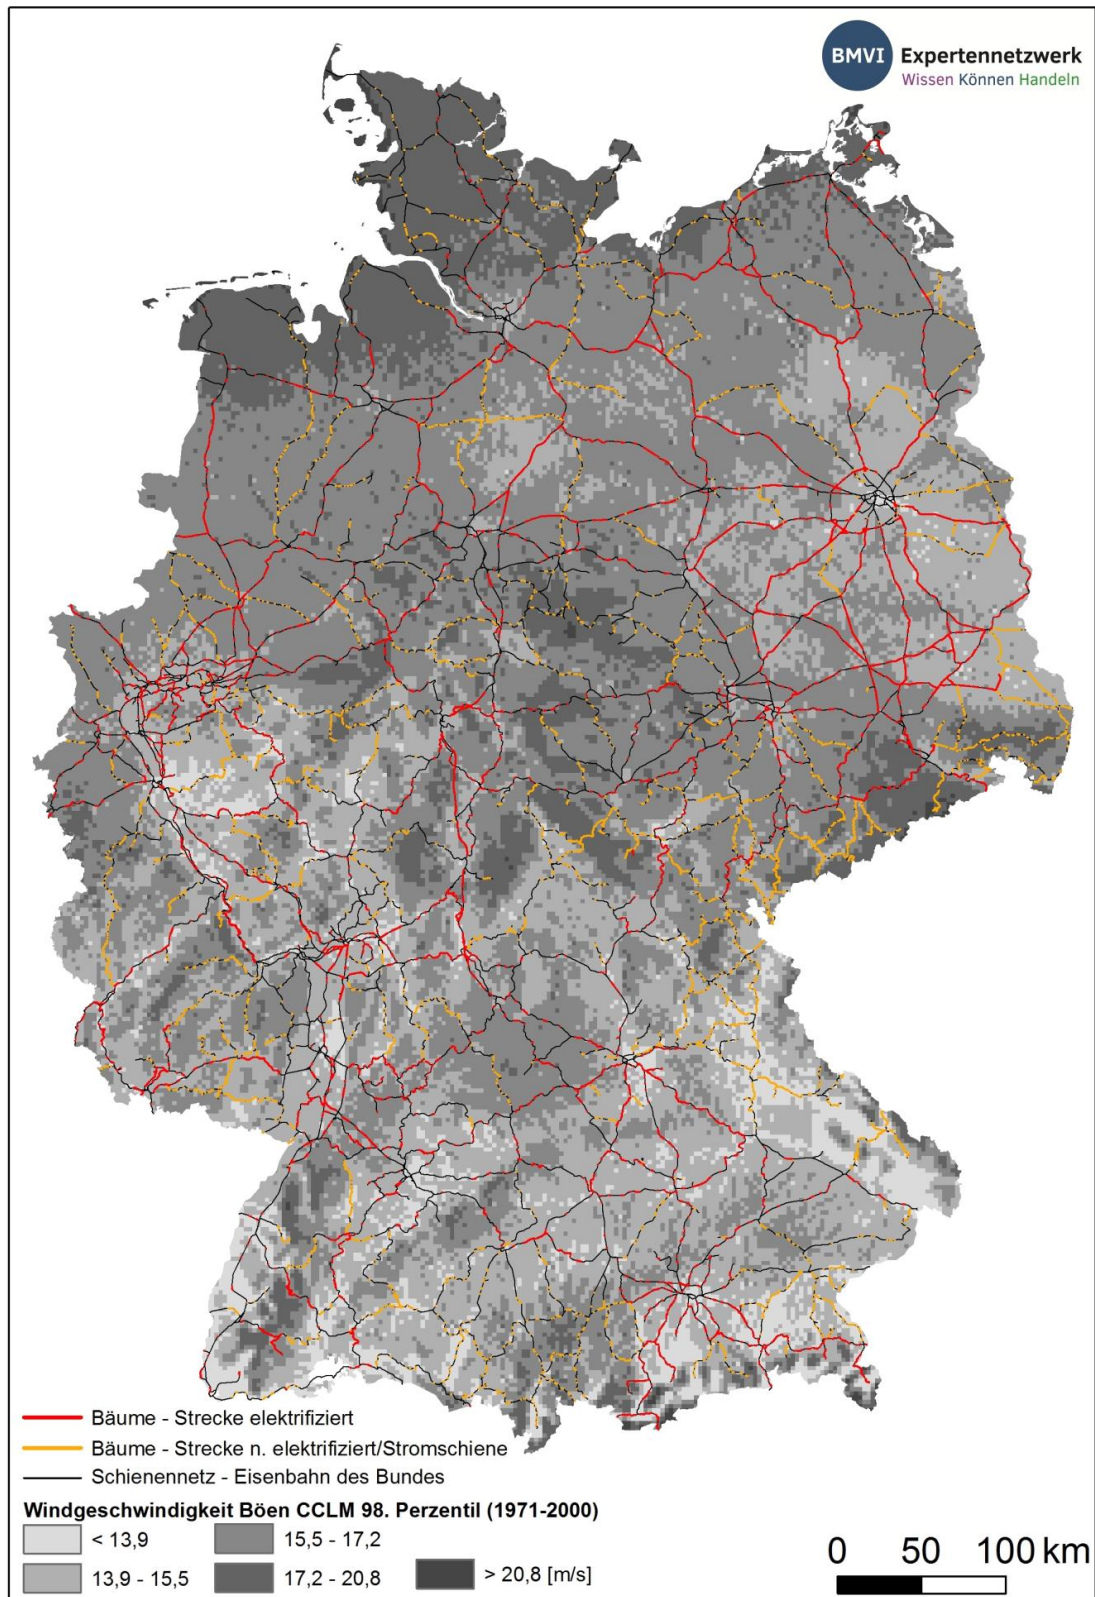 BMVI Expertennetzwerk
Wissen Können Handeln
Bäume - Strecke elektrifiziert
Bäume - Strecke n. elektrifiziert/Stromschiene
Schienennetz - Eisenbahn des Bundes
Windgeschwindigkeit Böen CCLM 98. Perzentil (1971-2000)
< 13,9
15,5 - 17,2
13,9 - 15,5
17,2 - 20,8
> 20,8 [m/s]
0 50 100 km